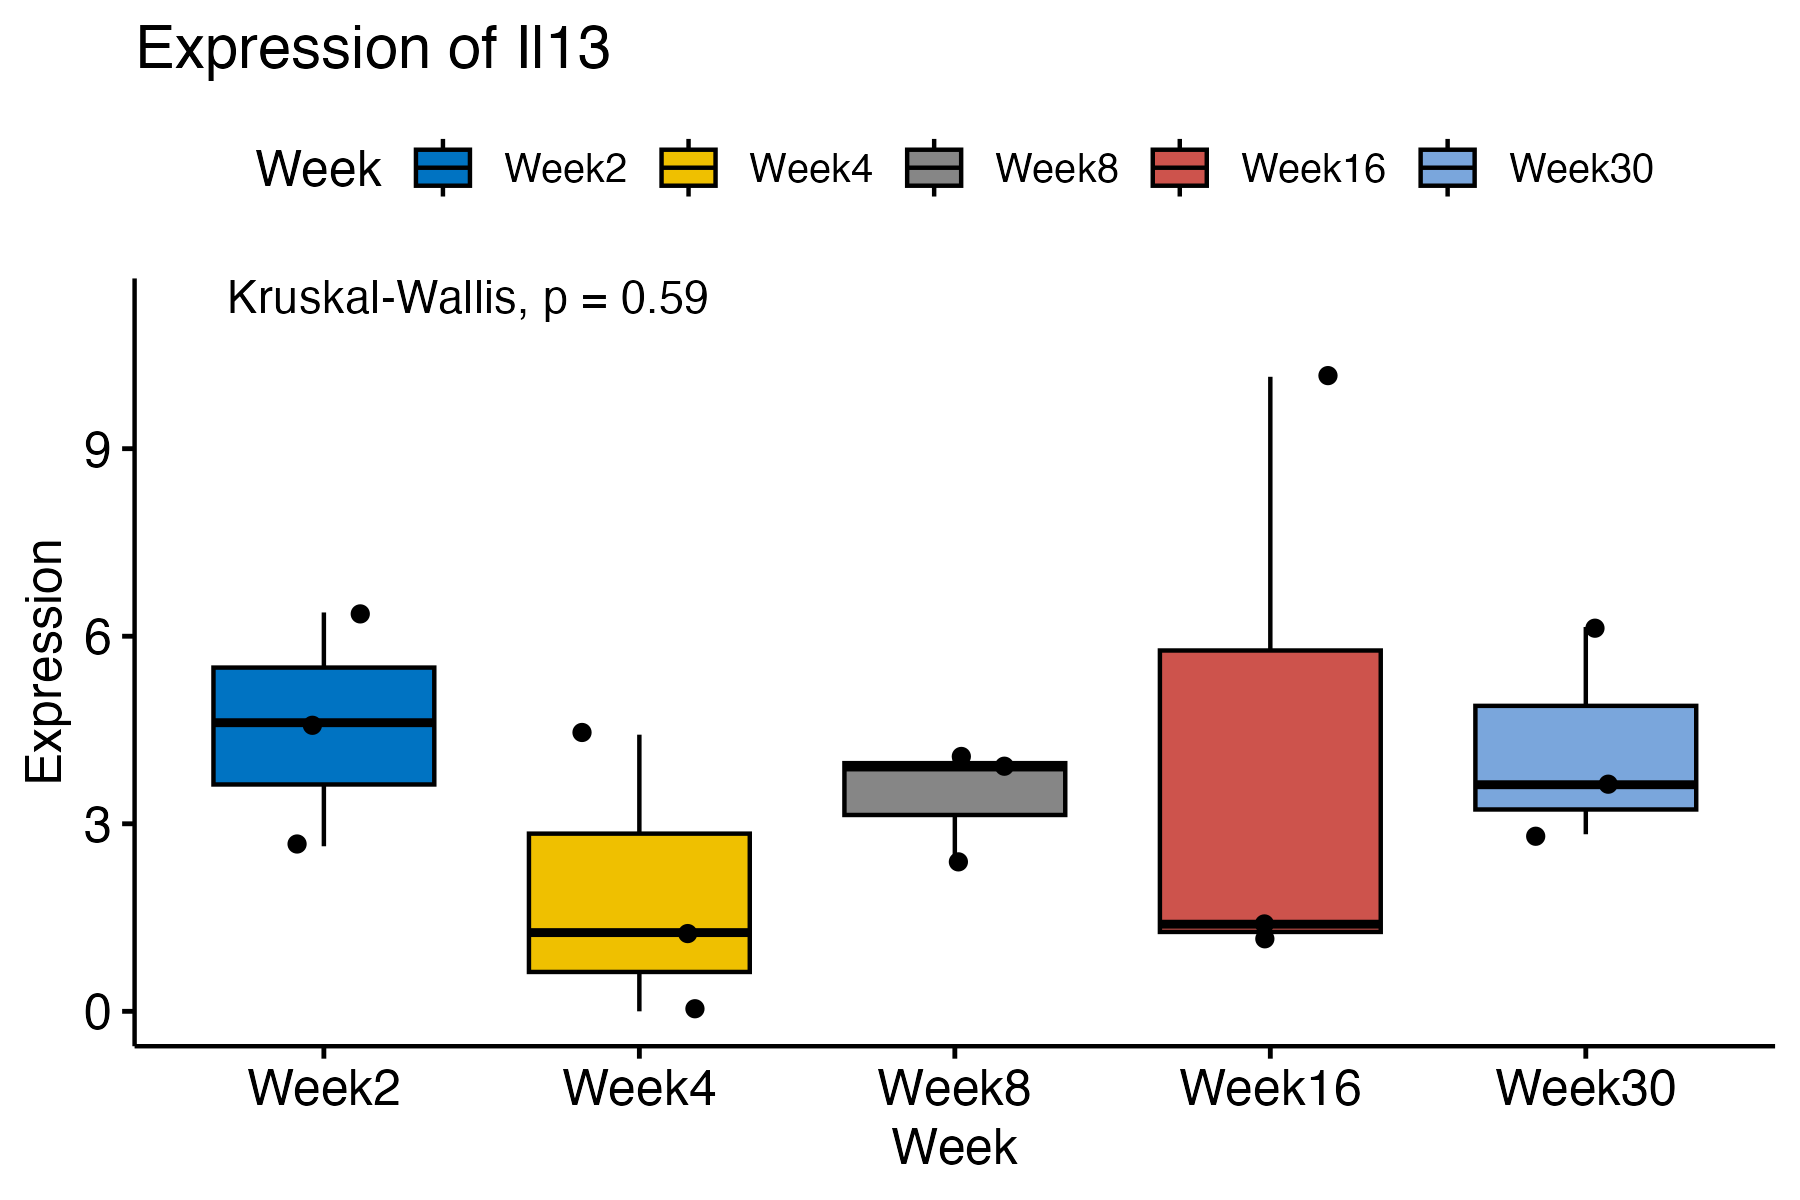 Expression of Il13
Week Week2 Week4 Week8 Week16 Week30
Kruskal-Wallis, p = 0.59
9
6
3
0
Expression
Week2 Week4 Week8 Week16 Week30
Week